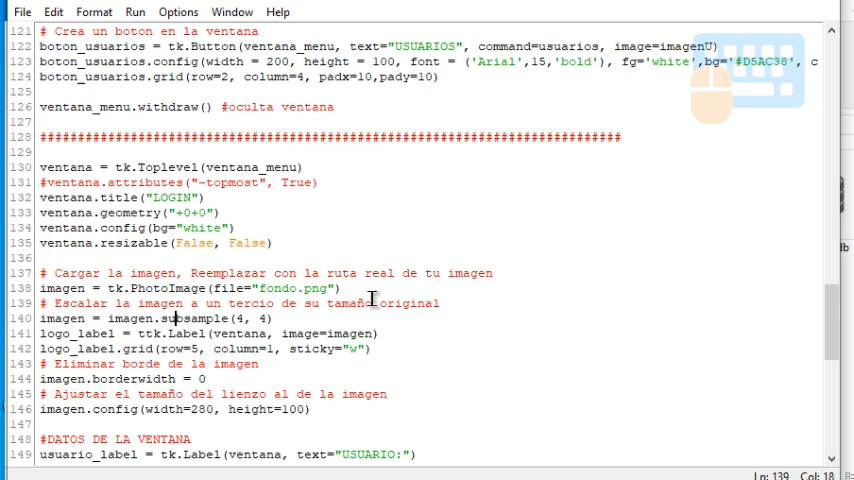 File Edit Format Run Options Window Help
121 # Crea un boton en la ventana
122 boton_usuarios = tk.Button(ventana_menu, text="USUARIOS", command=usuarios, image=imagenU)
123 boton_usuarios.config(width = 200, height = 100, font = ('Arial',15,'bold'), fg='white',bg='#D5AC38', c
124 boton_usuarios.grid(row=2, column=4, padx=10,pady=10)
125
126 ventana_menu.withdraw() #oculta ventana
127
128 ################################################################################
129
130 ventana = tk.Toplevel(ventana_menu)
131 #ventana.attributes("-topmost", True)
132 ventana.title("LOGIN")
133 ventana.geometry("+0+0")
134 ventana.config(bg="white")
135 ventana.resizable(False, False)
136
137 # Cargar la imagen, Reemplazar con la ruta real de tu imagen
138 imagen = tk.PhotoImage(file="fondo.png")
139 # Escalar la imagen a un tercio de su tamaño original
140 imagen = imagen.subsample(4, 4)
141 logo_label = ttk.Label(ventana, image=imagen)
142 logo_label.grid(row=5, column=1, sticky="w")
143 # Eliminar borde de la imagen
144 imagen.borderwidth = 0
145 # Ajustar el tamaño del lienzo al de la imagen
146 imagen.config(width=280, height=100)
147
148 #DATOS DE LA VENTANA
149 usuario_label = tk.Label(ventana, text="USUARIO:")
Ln: 139 Col: 18
db